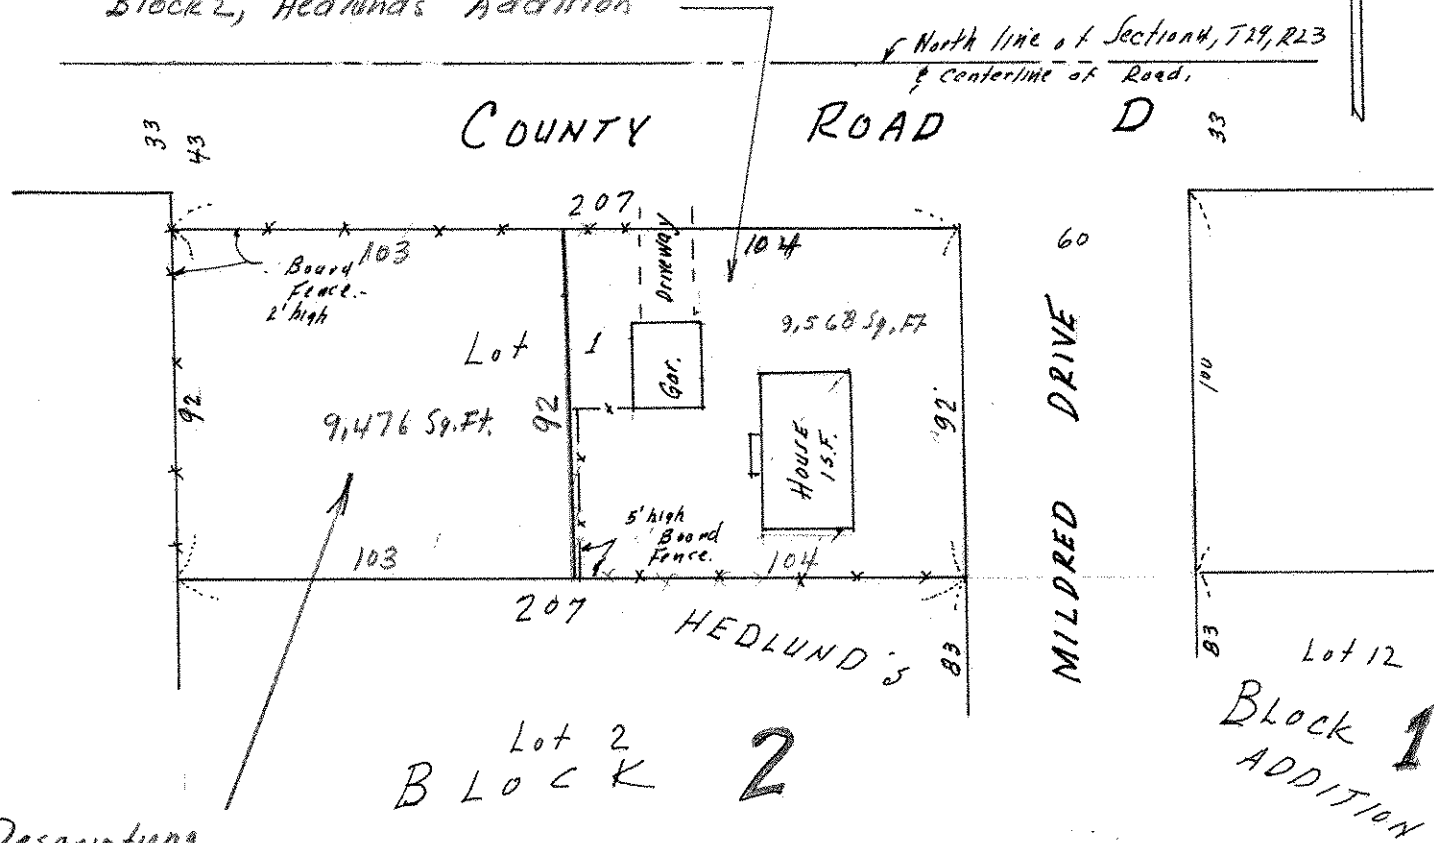 Block 2, Hedlunds Addition
North line of Section 4, T29, R23
& Centerline of Road.
COUNTY ROAD D
33
43
33
207
103
104
60
Driveway
Board
Fence.-
2' high
9,568 Sq. Ft
Lot 1
Gar.
92
9,476 Sq. Ft.
92
92'
100
HOUSE
1 S.F.
MILDRED DRIVE
5' high
Board
Fence.
103
104
207
HEDLUND'S
83
83
Lot 12
Lot 2
BLOCK 2
BLOCK 1
ADDITION
Descriptions